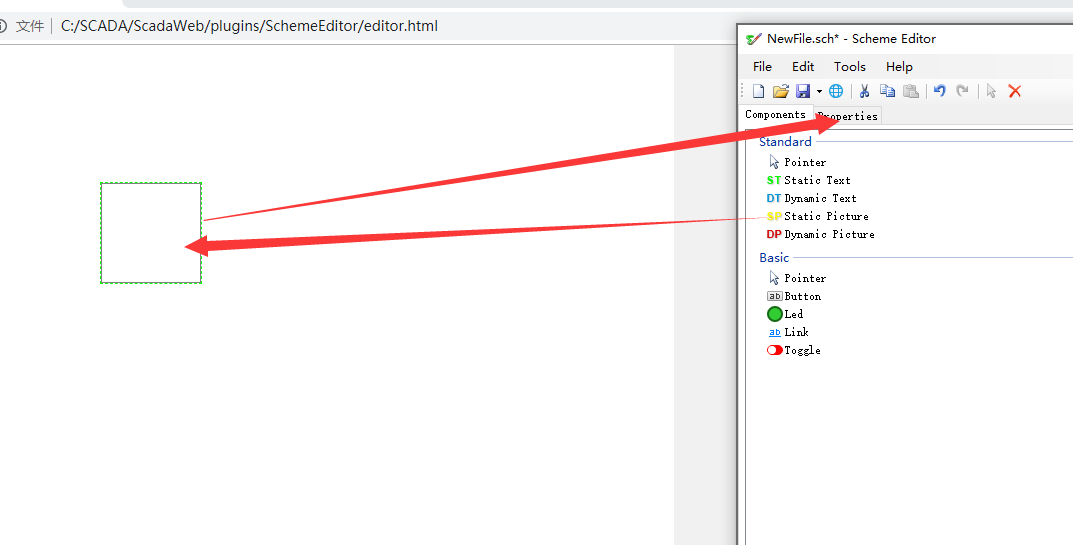 文件 C:/SCADA/ScadaWeb/plugins/SchemeEditor/editor.html
NewFile.sch* - Scheme Editor
File Edit Tools Help
Components Properties
Standard
Pointer
ST Static Text
DT Dynamic Text
SP Static Picture
DP Dynamic Picture
Basic
Pointer
ab Button
Led
ab Link
Toggle